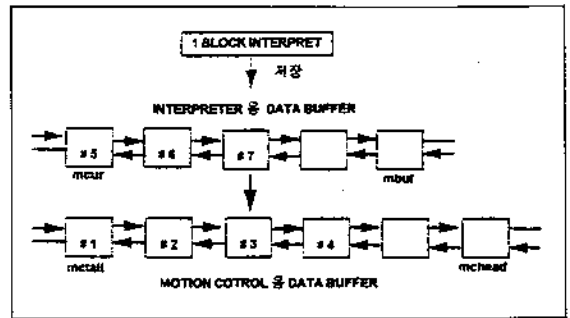 1 BLOCK INTERPRET
저장
INTERPRETER 용 DATA BUFFER
#5 #6 #7
mcur mbuf
#1 #2 #3 #4
mctail mchead
MOTION COTROL 용 DATA BUFFER